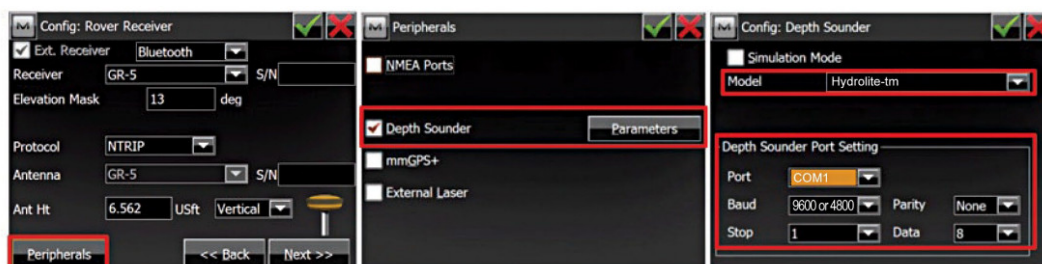 Config: Rover Receiver
Ext. Receiver Bluetooth
Receiver GR-5 S/N
Elevation Mask 13 deg
Protocol NTRIP
Antenna GR-5 S/N
Ant Ht 6.562 USft Vertical
Peripherals << Back Next >>
Peripherals
NMEA Ports
Depth Sounder Parameters
mmGPS+
External Laser
Config: Depth Sounder
Simulation Mode
Model Hydrolite-tm
Depth Sounder Port Setting
Port COM1
Baud 9600 or 4800 Parity None
Stop 1 Data 8